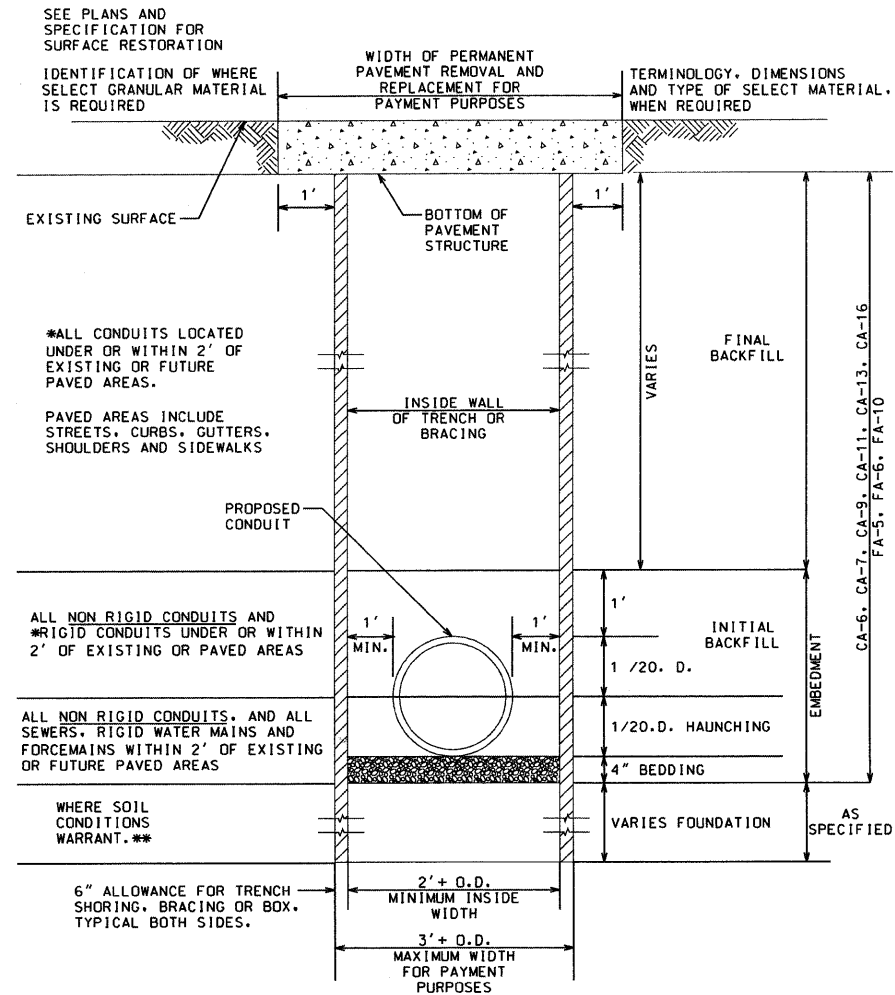 SEE PLANS AND
SPECIFICATION FOR
SURFACE RESTORATION
IDENTIFICATION OF WHERE
SELECT GRANULAR MATERIAL
IS REQUIRED
WIDTH OF PERMANENT
PAVEMENT REMOVAL AND
REPLACEMENT FOR
PAYMENT PURPOSES
TERMINOLOGY. DIMENSIONS
AND TYPE OF SELECT MATERIAL.
WHEN REQUIRED
1'
1'
EXISTING SURFACE
BOTTOM OF
PAVEMENT
STRUCTURE
*ALL CONDUITS LOCATED
UNDER OR WITHIN 2' OF
EXISTING OR FUTURE
PAVED AREAS.
PAVED AREAS INCLUDE
STREETS. CURBS. GUTTERS.
SHOULDERS AND SIDEWALKS
INSIDE WALL
OF TRENCH OR
BRACING
VARIES
FINAL
BACKFILL
CA-6, CA-7, CA-9, CA-11, CA-13, CA-16
FA-5, FA-6, FA-10
PROPOSED
CONDUIT
ALL NON RIGID CONDUITS AND
*RIGID CONDUITS UNDER OR WITHIN
2' OF EXISTING OR PAVED AREAS
1'
MIN.
1'
MIN.
1'
INITIAL
BACKFILL
1 /20. D.
EMBEDMENT
ALL NON RIGID CONDUITS. AND ALL
SEWERS. RIGID WATER MAINS AND
FORCEMAINS WITHIN 2' OF EXISTING
OR FUTURE PAVED AREAS
1/20.D. HAUNCHING
4" BEDDING
WHERE SOIL
CONDITIONS
WARRANT.**
VARIES FOUNDATION
AS
SPECIFIED
6" ALLOWANCE FOR TRENCH
SHORING. BRACING OR BOX.
TYPICAL BOTH SIDES.
2'+ O.D.
MINIMUM INSIDE
WIDTH
3'+ O.D.
MAXIMUM WIDTH
FOR PAYMENT
PURPOSES